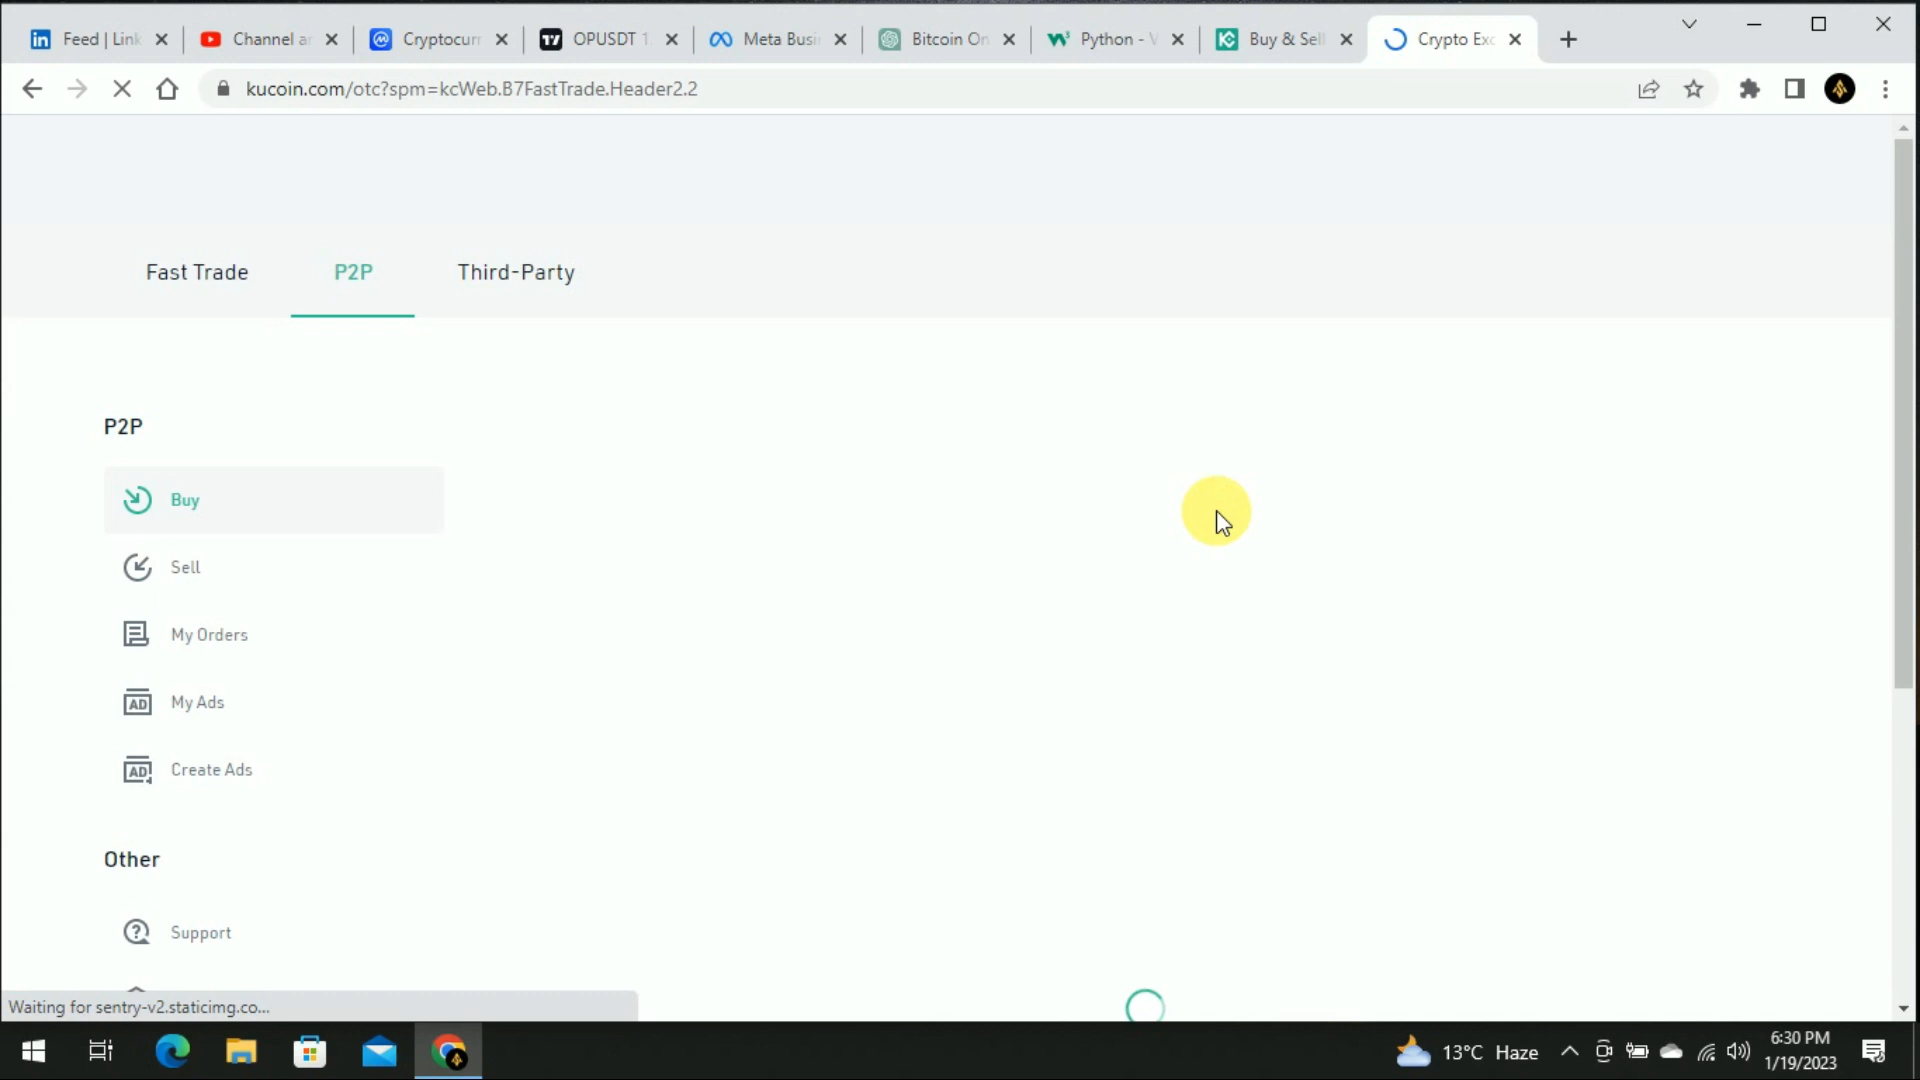 Feed | Link
Channel a
Cryptocurr
OPUSDT 1.
Meta Busi
Bitcoin On
Python - V
Buy & Sell
Crypto Exc
kucoin.com/otc?spm=kcWeb.B7FastTrade.Header2.2
Fast Trade
P2P
Third-Party
P2P
Buy
Sell
My Orders
AD My Ads
AD Create Ads
Other
Support
Waiting for sentry-v2.staticimg.co...
13°C Haze
6:30 PM
1/19/2023